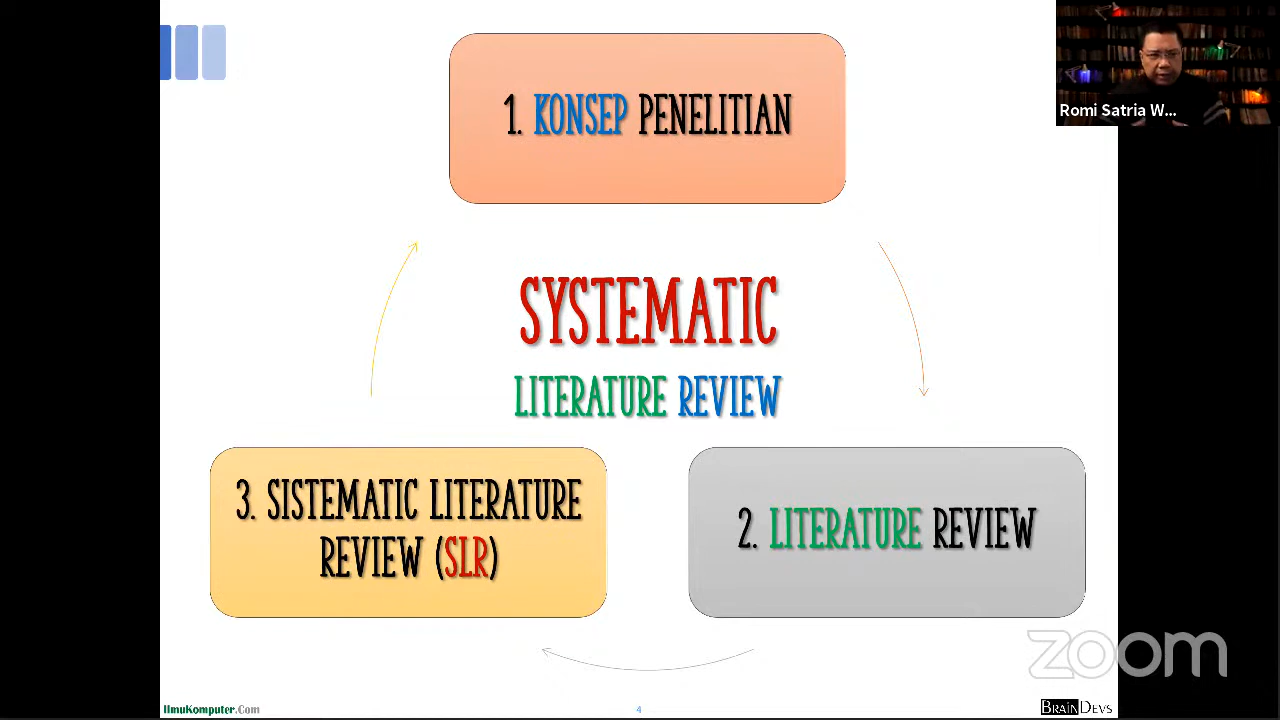 1. KONSEP PENELITIAN
Romi Satria W...
SYSTEMATIC
LITERATURE REVIEW
3. SISTEMATIC LITERATURE
REVIEW (SLR)
2. LITERATURE REVIEW
zoom
IlmuKomputer.Com
4
BRAINDEVS